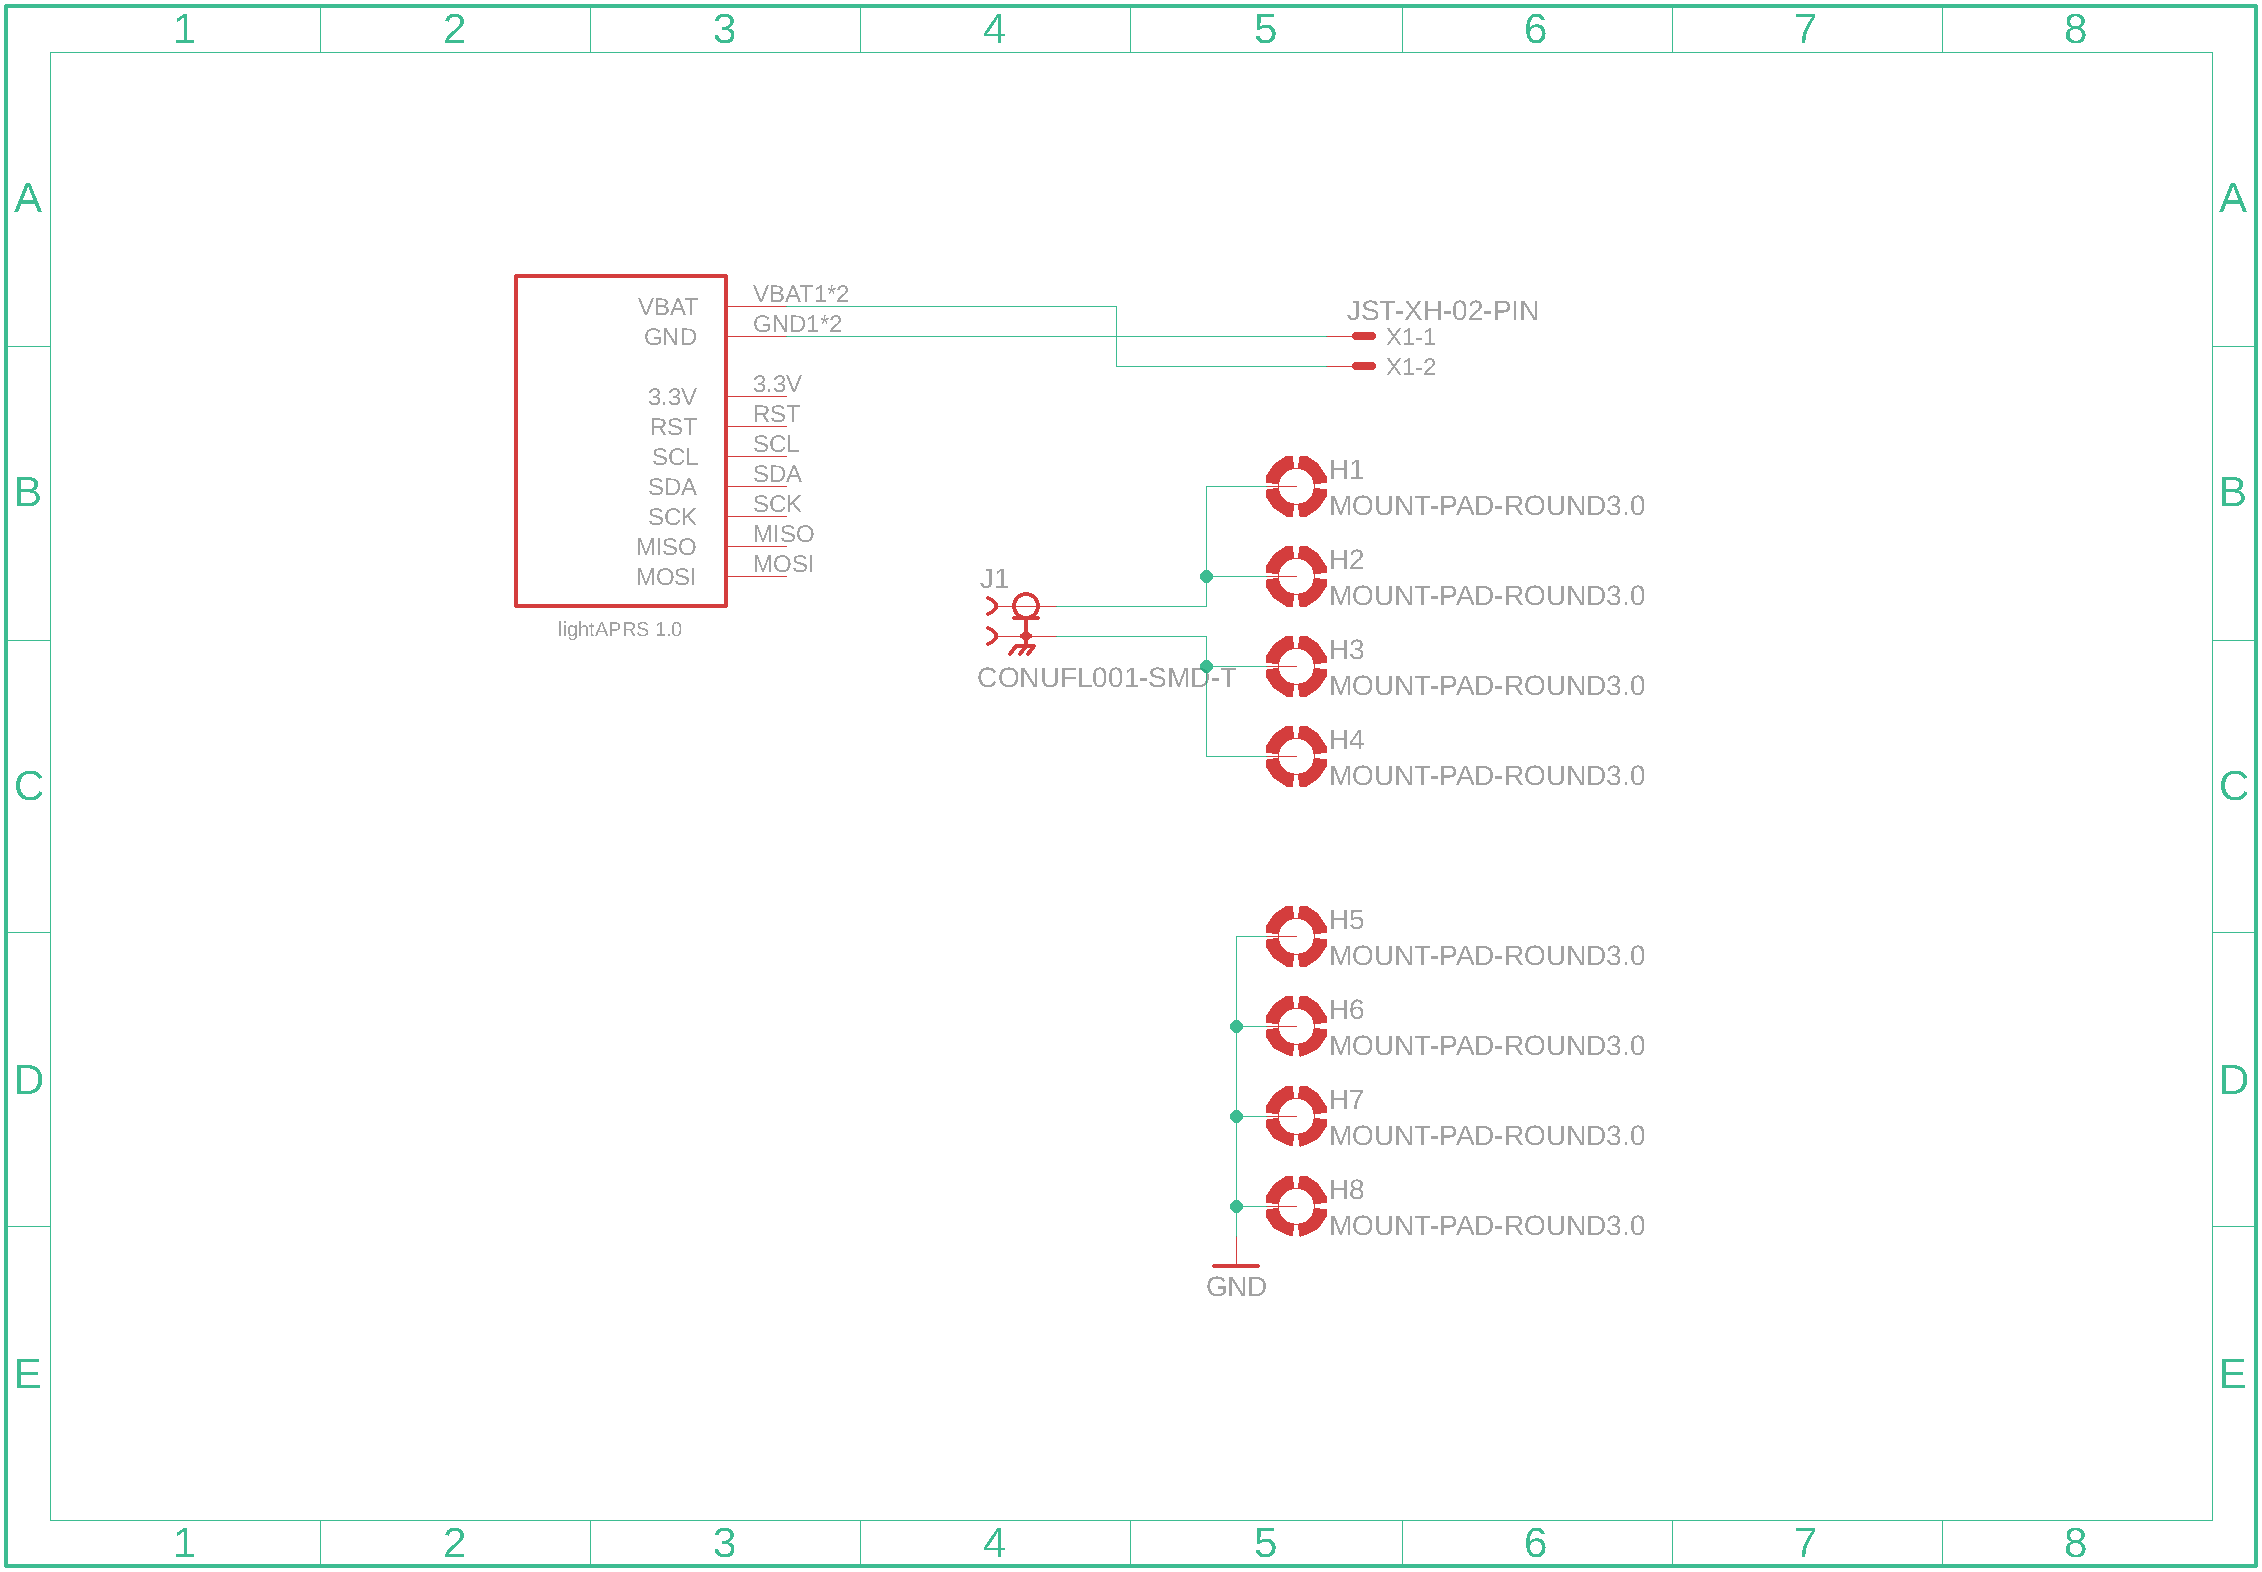 1 2 3 4 5 6 7 8
A A
VBAT VBAT1*2
GND GND1*2
JST-XH-02-PIN
X1-1
X1-2
3.3V 3.3V
RST RST
SCL SCL
SDA SDA
SCK SCK
MISO MISO
MOSI MOSI
lightAPRS 1.0
B B
H1
MOUNT-PAD-ROUND3.0
H2
MOUNT-PAD-ROUND3.0
J1
CONUFL001-SMD-T
H3
MOUNT-PAD-ROUND3.0
H4
MOUNT-PAD-ROUND3.0
C C
H5
MOUNT-PAD-ROUND3.0
H6
MOUNT-PAD-ROUND3.0
D D
H7
MOUNT-PAD-ROUND3.0
H8
MOUNT-PAD-ROUND3.0
GND
E E
1 2 3 4 5 6 7 8